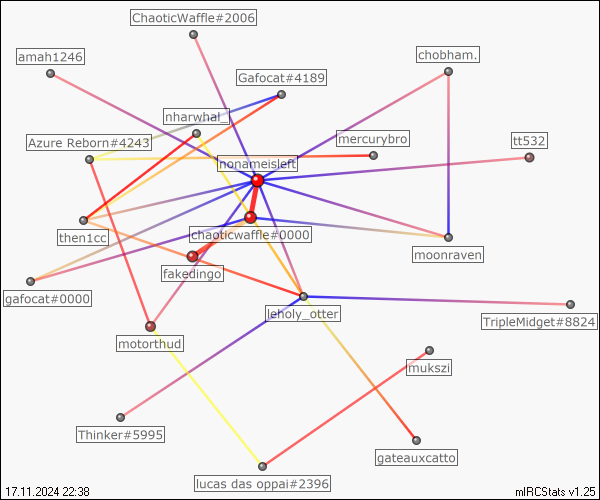 ChaoticWaffle#2006
amah1246
chobham.
Gafocat#4189
nharwhal_
Azure Reborn#4243
mercurybro
tt532
nonameisleft
then1cc
chaoticwaffle#0000
moonraven
fakedingo
gafocat#0000
leholy_otter
TripleMidget#8824
motorthud
mukszi
Thinker#5995
gateauxcatto
lucas das oppai#2396
17.11.2024 22:38
mIRCStats v1.25